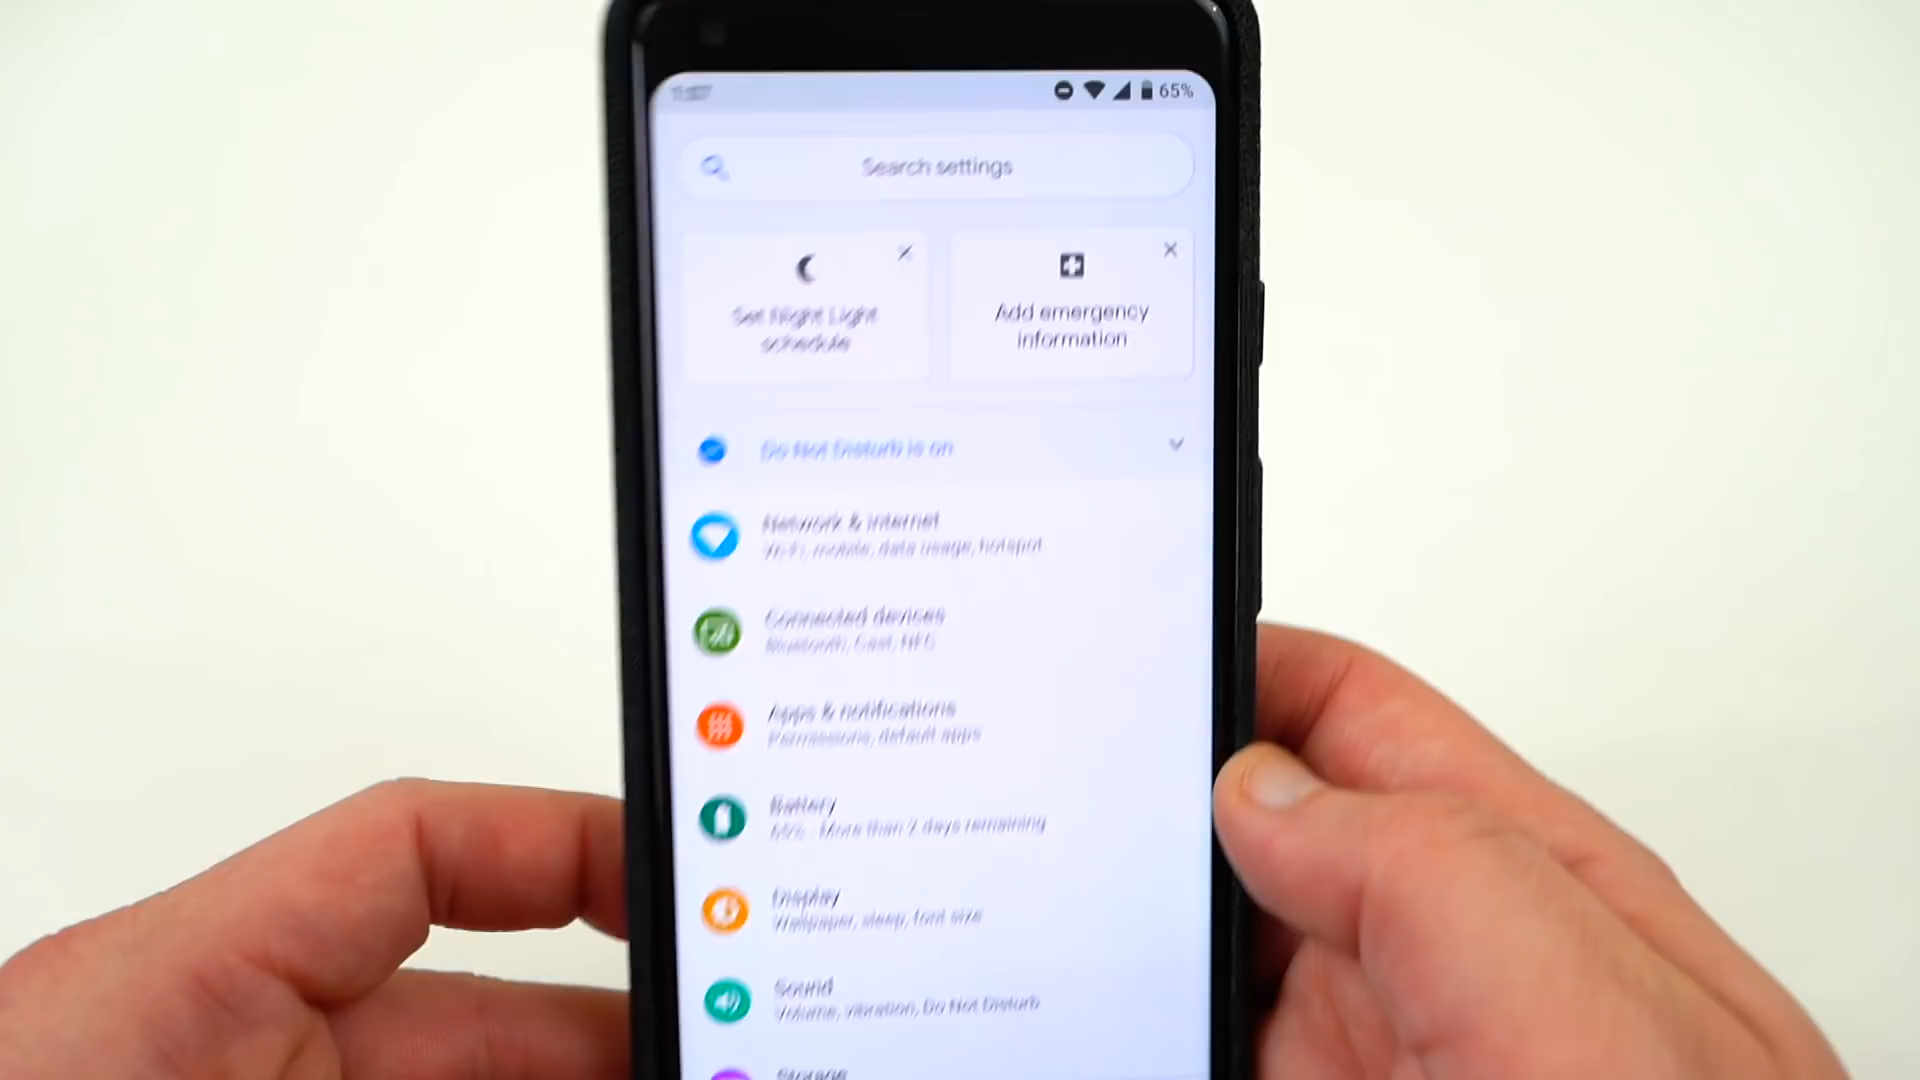 65%
Search settings
Set Night Light
schedule
Add emergency
information
Do Not Disturb is on
Network & internet
Wi-Fi, mobile, data usage, hotspot
Connected devices
Bluetooth, Cast, NFC
Apps & notifications
Permissions, default apps
Battery
65% - More than 2 days remaining
Display
Wallpaper, sleep, font size
Sound
Volume, vibration, Do Not Disturb
Storage